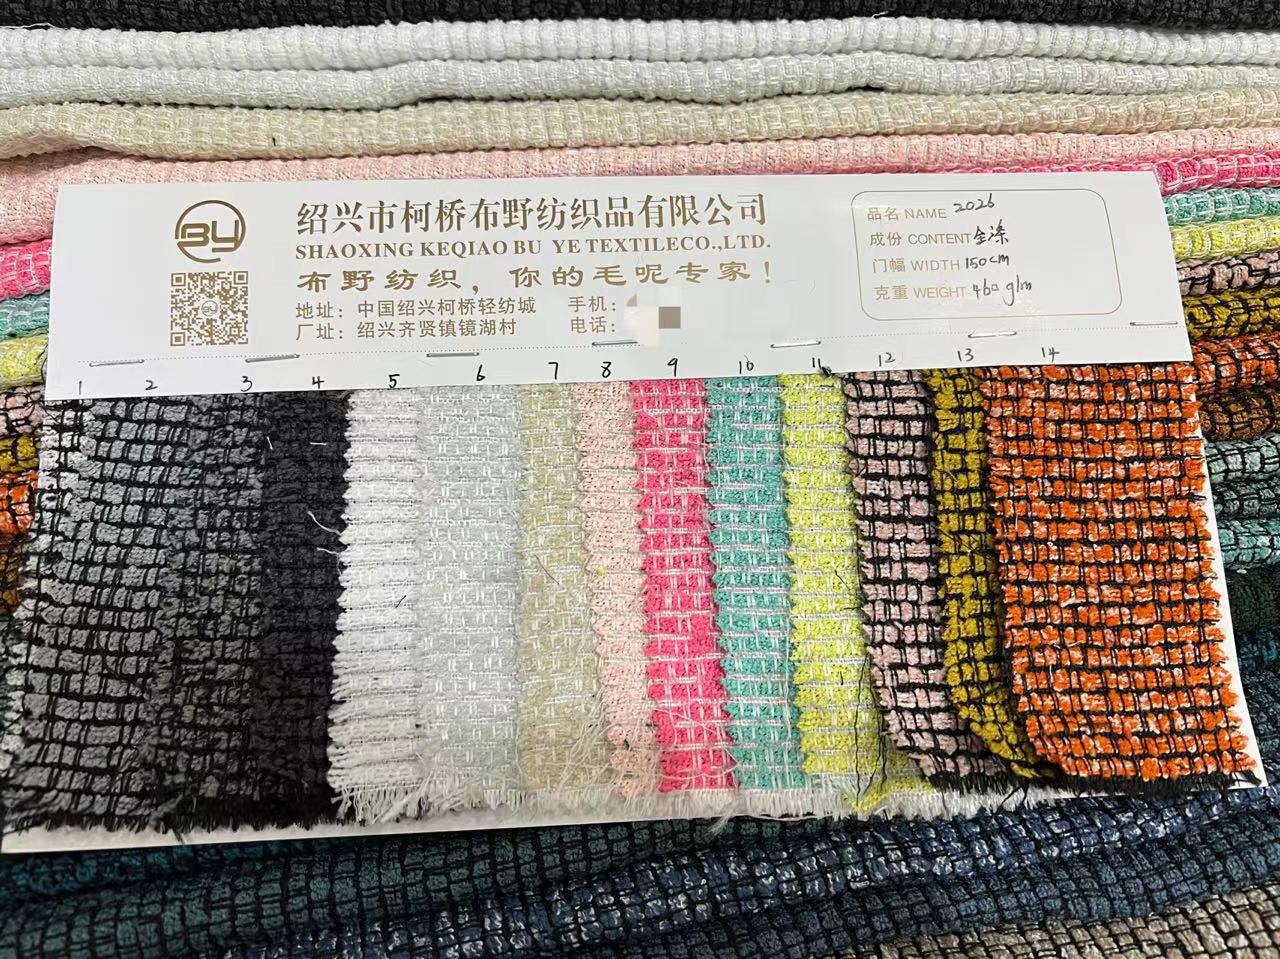 BY
绍兴市柯桥布野纺织品有限公司
SHAOXING KEQIAO BU YE TEXTILECO.,LTD.
布野纺织，你的毛呢专家！
地址：中国绍兴柯桥轻纺城 手机：
厂址：绍兴齐贤镇镜湖村 电话：
品名 NAME 2026
成份 CONTENT 全涤
门幅 WIDTH 150cm
克重 WEIGHT 460 g/m
1 2 3 4 5 6 7 8 9 10 11 12 13 14